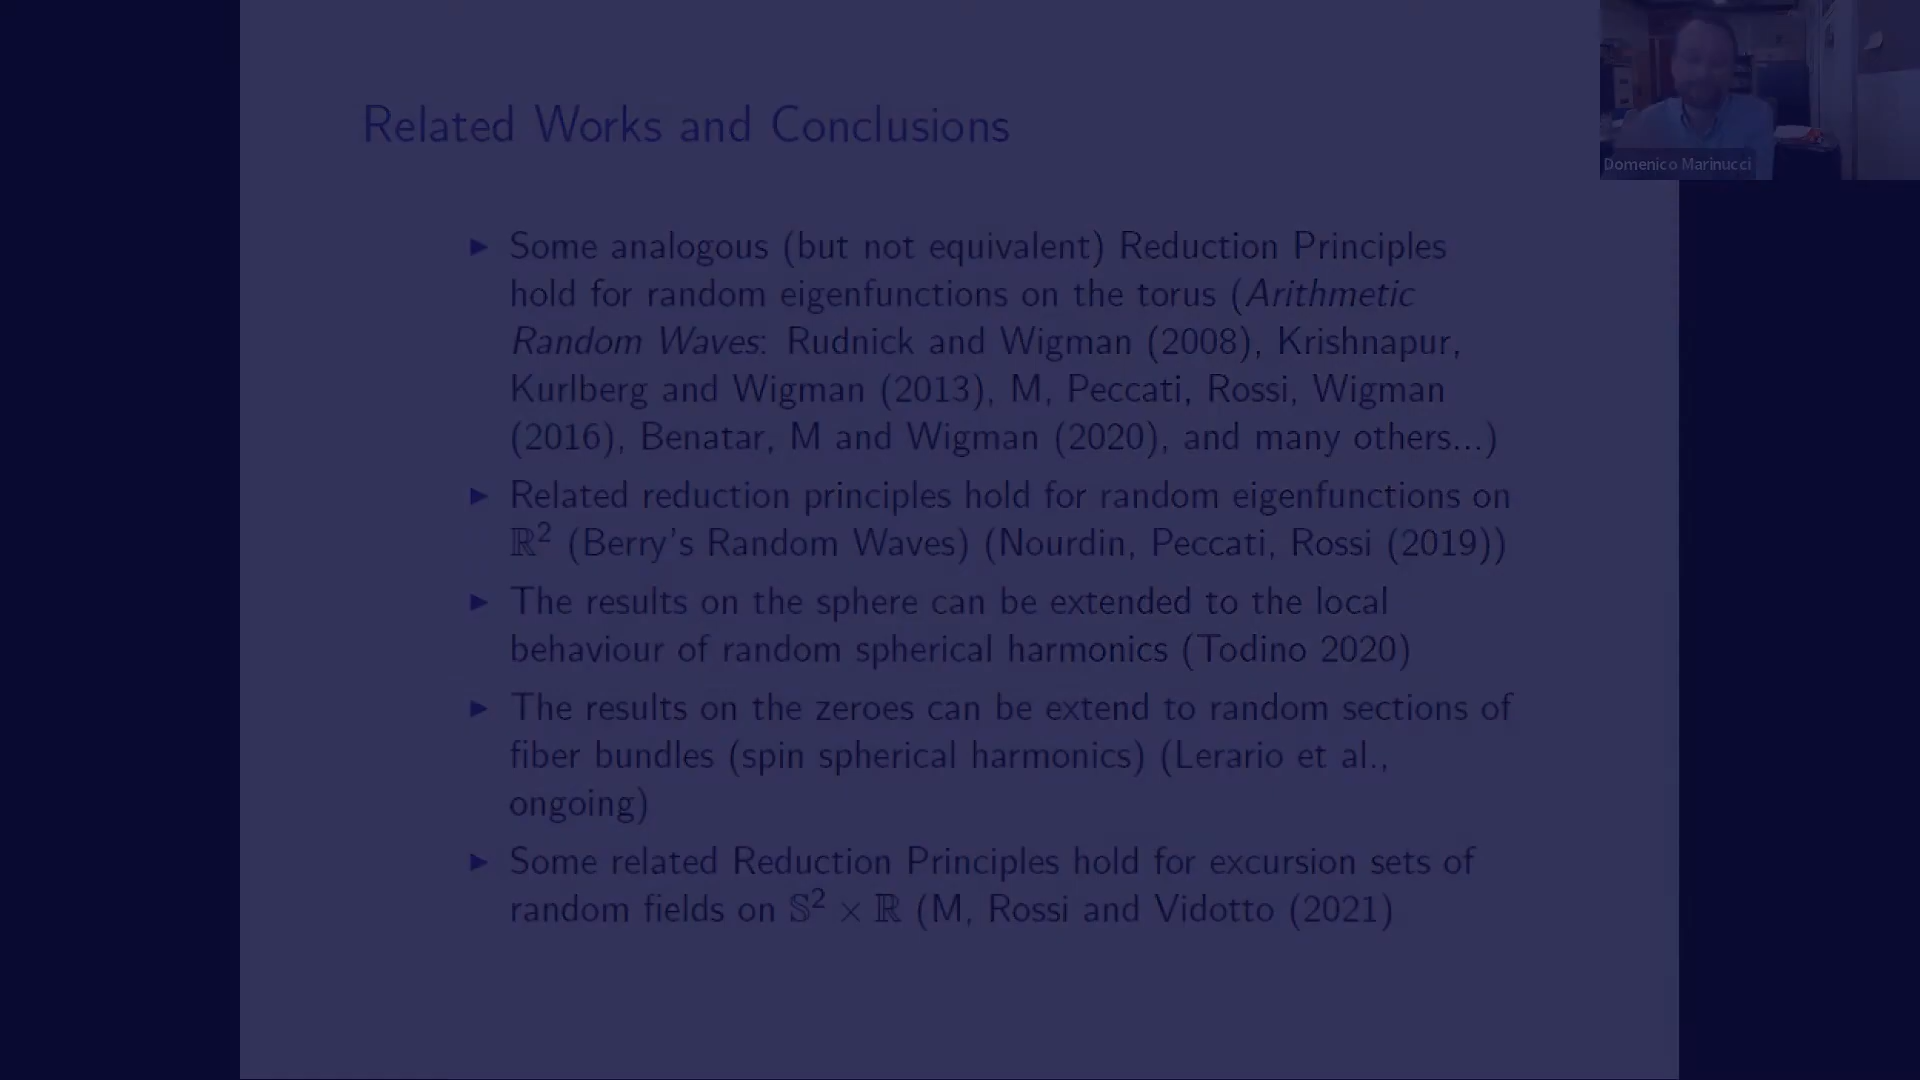 Related Works and Conclusions
Domenico Marinucci
▶ Some analogous (but not equivalent) Reduction Principles
hold for random eigenfunctions on the torus (Arithmetic
Random Waves: Rudnick and Wigman (2008), Krishnapur,
Kurlberg and Wigman (2013), M, Peccati, Rossi, Wigman
(2016), Benatar, M and Wigman (2020), and many others...)
▶ Related reduction principles hold for random eigenfunctions on
ℝ² (Berry's Random Waves) (Nourdin, Peccati, Rossi (2019))
▶ The results on the sphere can be extended to the local
behaviour of random spherical harmonics (Todino 2020)
▶ The results on the zeroes can be extend to random sections of
fiber bundles (spin spherical harmonics) (Lerario et al.,
ongoing)
▶ Some related Reduction Principles hold for excursion sets of
random fields on 𝕊² × ℝ (M, Rossi and Vidotto (2021)